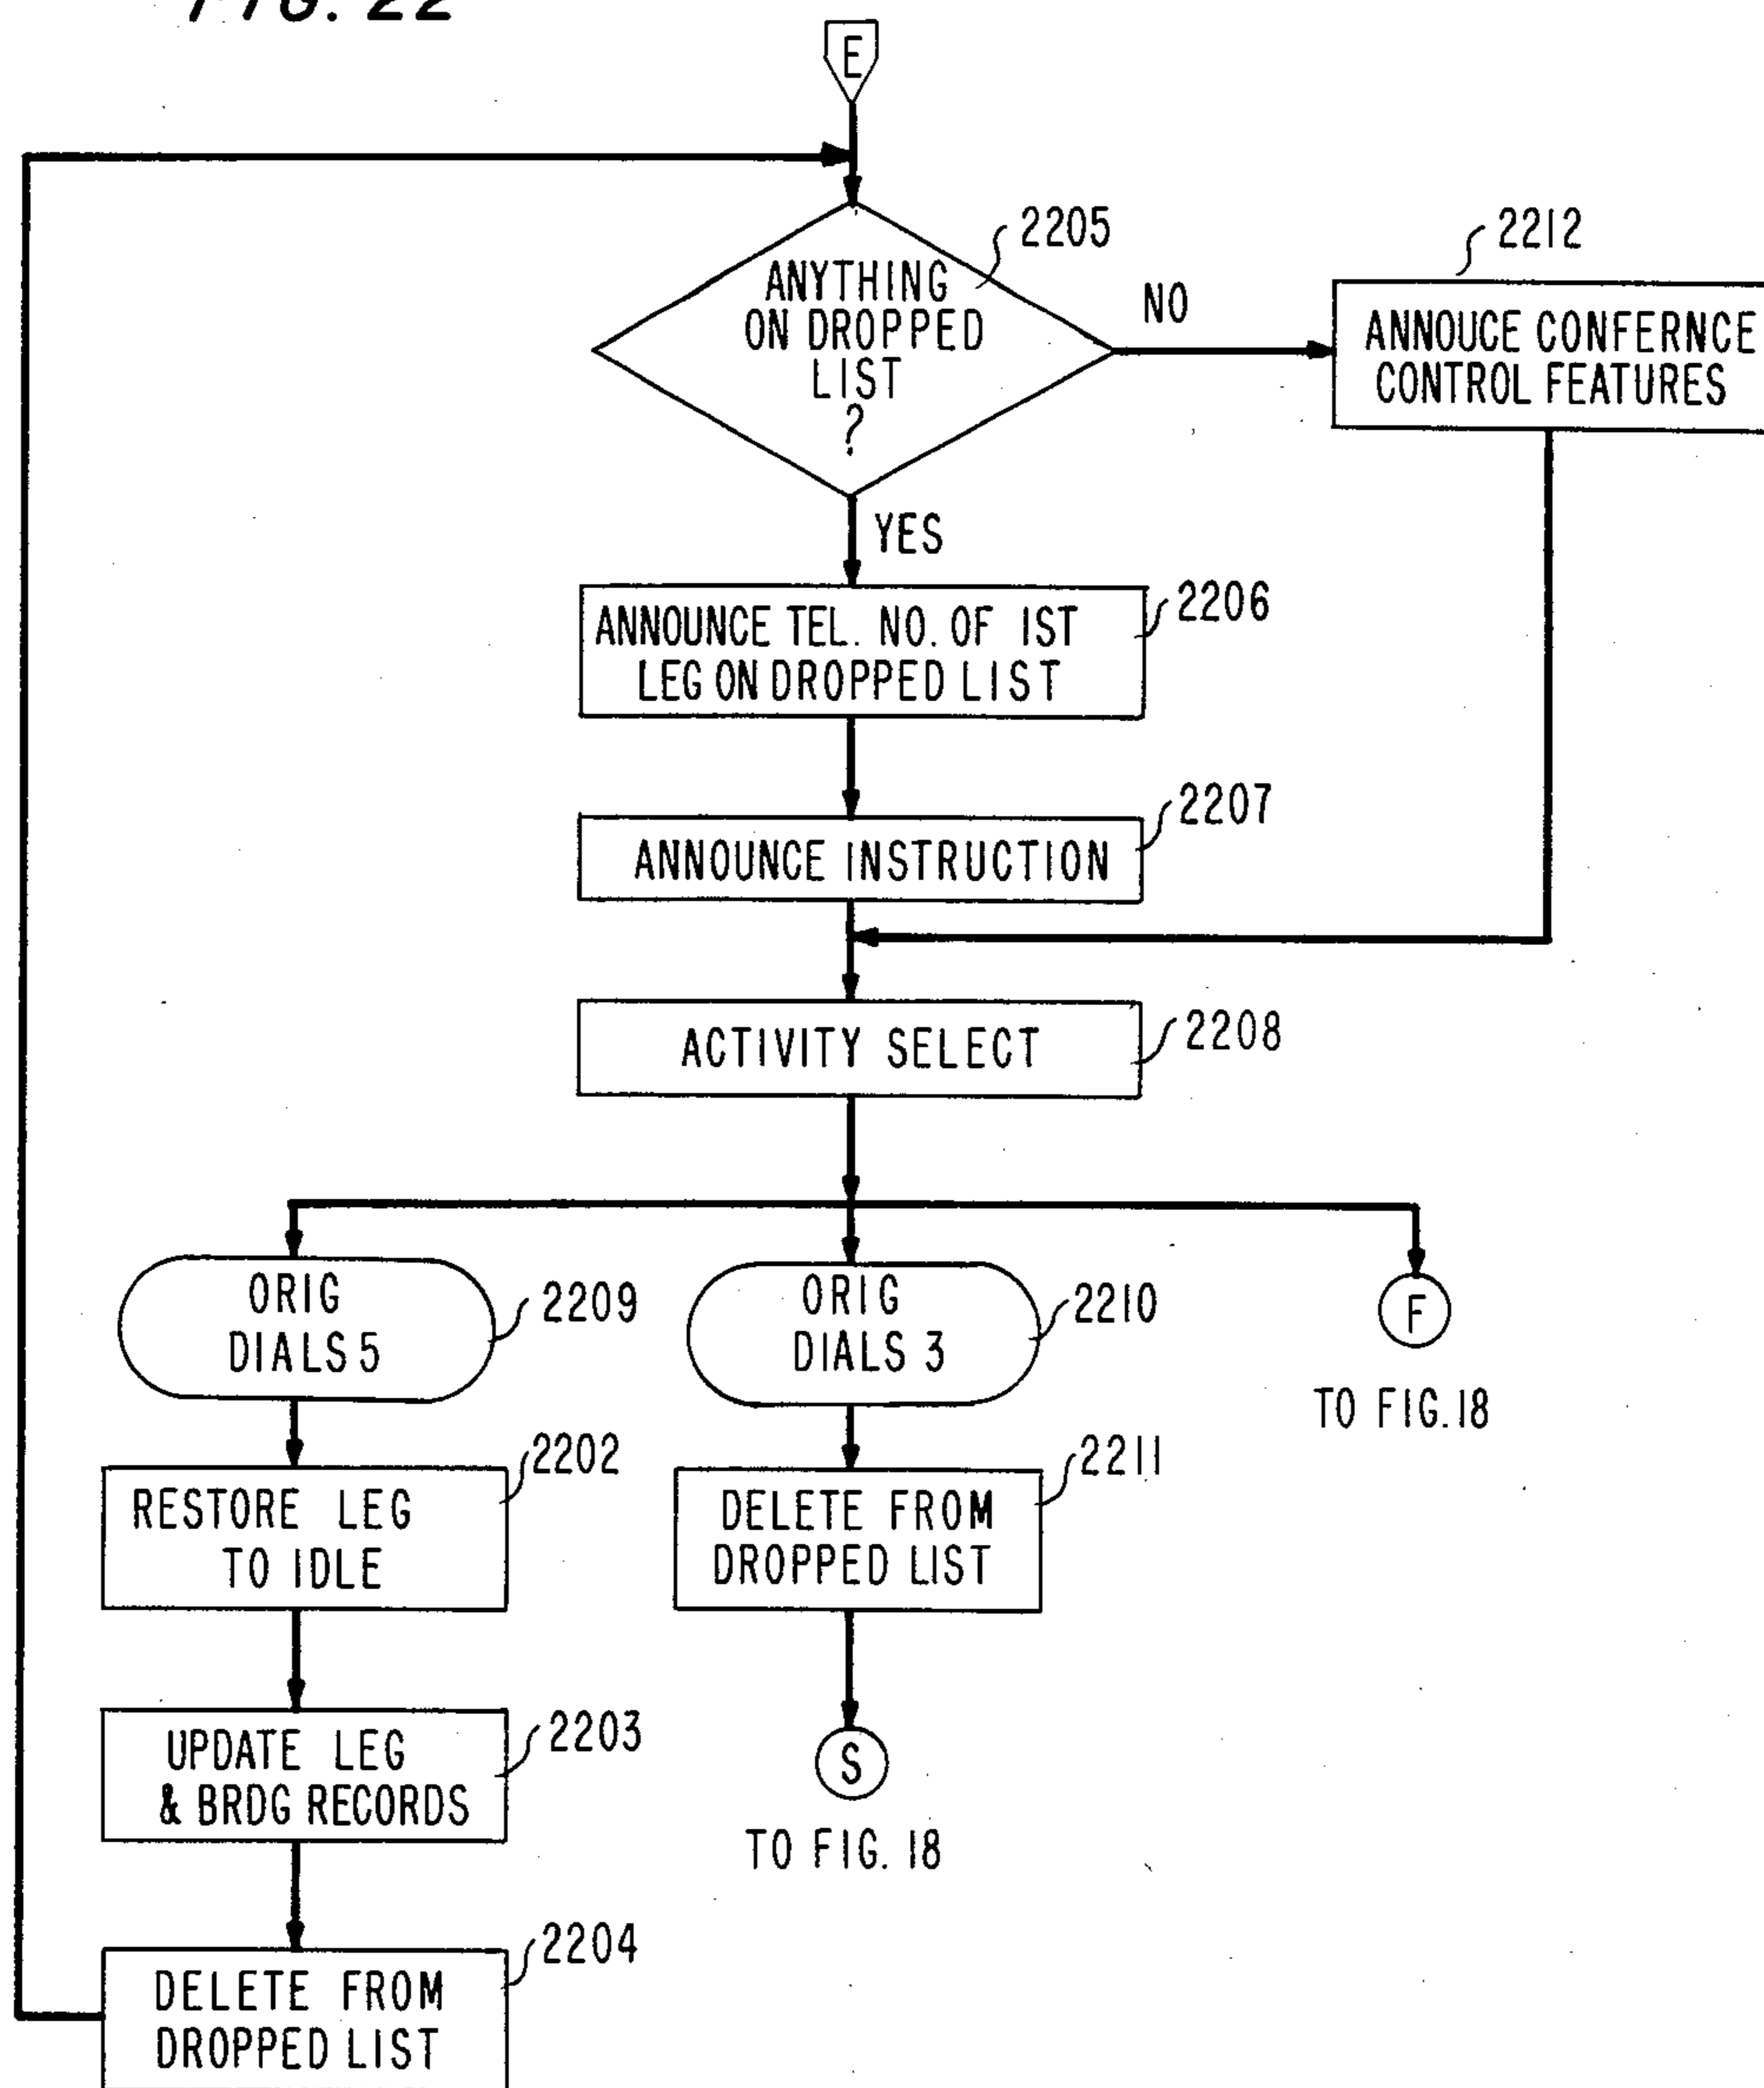 FIG. 22
E
2205
ANYTHING
ON DROPPED
LIST
?
NO
2212
ANNOUCE CONFERNCE
CONTROL FEATURES
YES
ANNOUNCE TEL. NO. OF 1ST
LEG ON DROPPED LIST
2206
ANNOUNCE INSTRUCTION
2207
ACTIVITY SELECT
2208
ORIG
DIALS 5
2209
ORIG
DIALS 3
2210
F
TO FIG. 18
RESTORE LEG
TO IDLE
2202
DELETE FROM
DROPPED LIST
2211
UPDATE LEG
& BRDG RECORDS
2203
S
TO FIG. 18
DELETE FROM
DROPPED LIST
2204